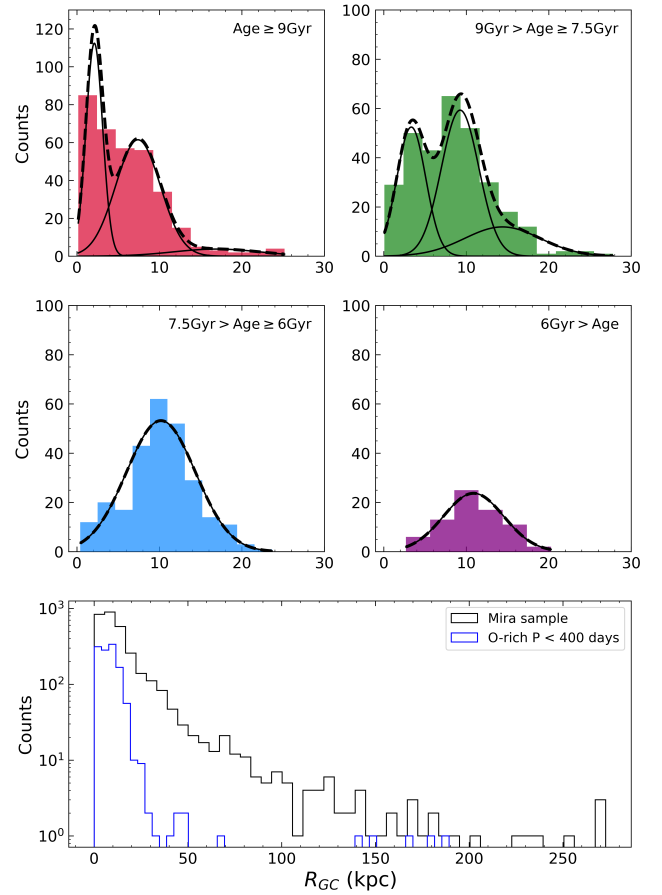 Age ≥ 9Gyr
120
100
80
60
40
20
0
Counts
0 10 20 30
9Gyr > Age ≥ 7.5Gyr
100
80
60
40
20
0
0 10 20 30
7.5Gyr > Age ≥ 6Gyr
100
80
60
40
20
0
Counts
0 10 20 30
6Gyr > Age
100
80
60
40
20
0
0 10 20 30
Mira sample
O-rich P < 400 days
10³
10²
10¹
10⁰
Counts
0 50 100 150 200 250
R_GC (kpc)